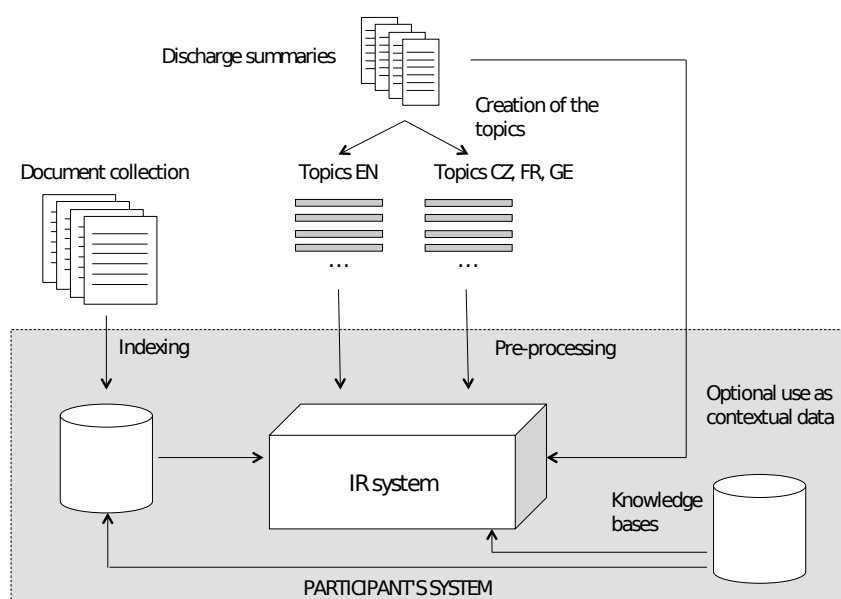 Discharge summaries
Creation of the
topics
Topics EN
Topics CZ, FR, GE
Document collection
...
...
Indexing
Pre-processing
Optional use as
contextual data
IR system
Knowledge
bases
PARTICIPANT'S SYSTEM